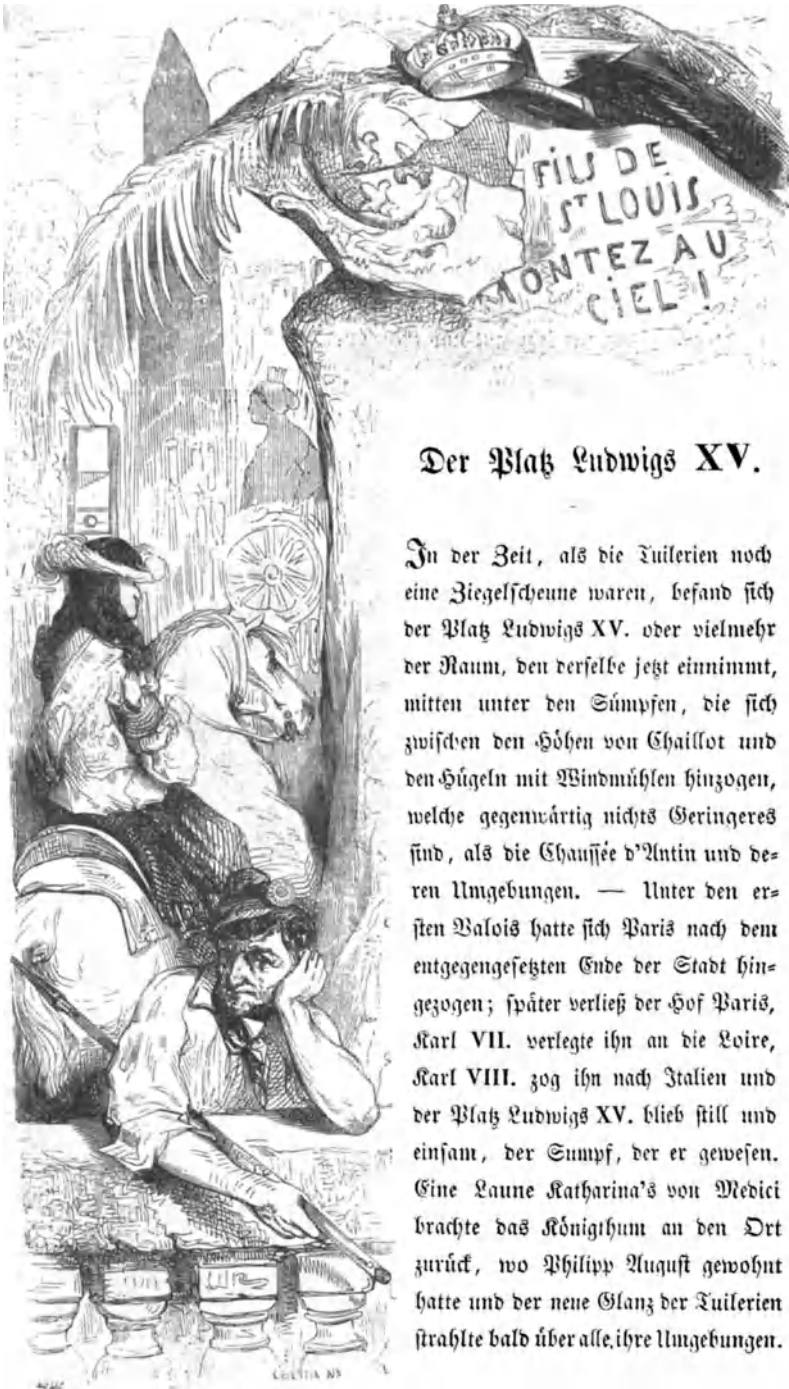 FILS DE
ST LOUIS
MONTEZ AU
CIEL!
Der Platz Ludwigs XV.
In der Zeit, als die Tuilerien noch
eine Ziegelscheune waren, befand sich
der Platz Ludwigs XV. oder vielmehr
der Raum, den derselbe jetzt einnimmt,
mitten unter den Sümpfen, die sich
zwischen den Höhen von Chaillot und
den Hügeln mit Windmühlen hinzogen,
welche gegenwärtig nichts Geringeres
sind, als die Chaussée d'Antin und de-
ren Umgebungen. — Unter den er-
sten Valois hatte sich Paris nach dem
entgegengesetzten Ende der Stadt hin-
gezogen; später verließ der Hof Paris,
Karl VII. verlegte ihn an die Loire,
Karl VIII. zog ihn nach Italien und
der Platz Ludwigs XV. blieb still und
einsam, der Sumpf, der er gewesen.
Eine Laune Katharina's von Medici
brachte das Königthum an den Ort
zurück, wo Philipp August gewohnt
hatte und der neue Glanz der Tuilerien
strahlte bald über alle ihre Umgebungen.